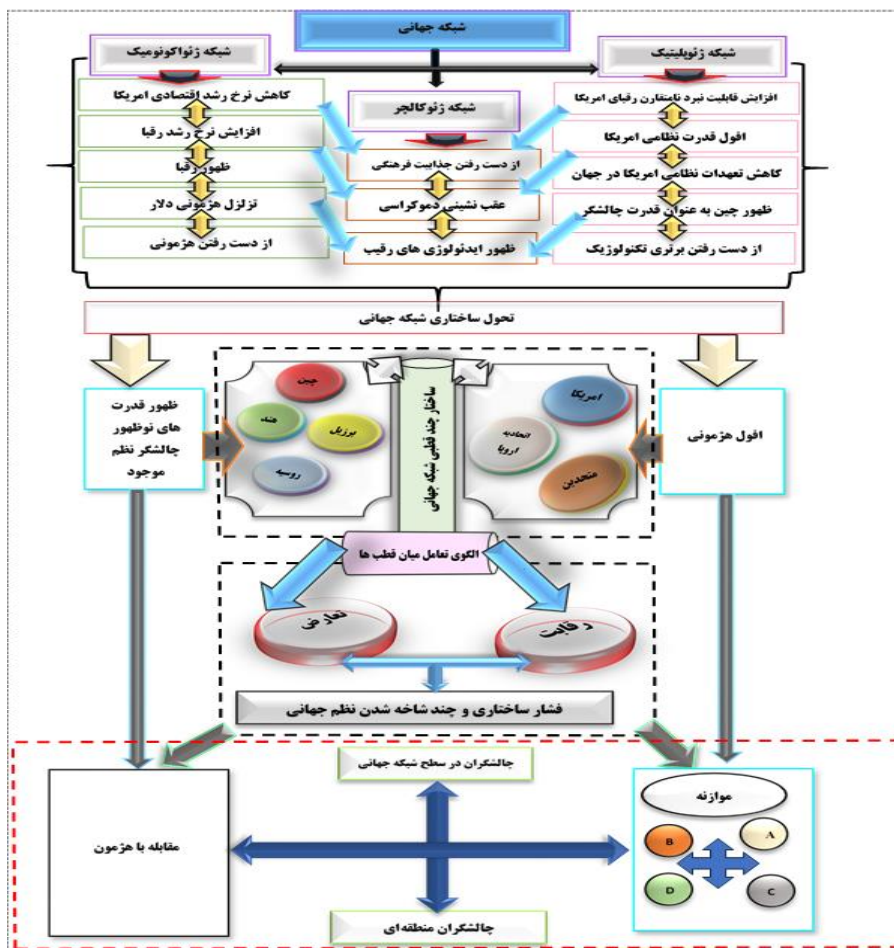 شبکه جهانی
شبکه ژئوپلیتیک
شبکه ژئواکونومیک
شبکه ژئوکالچر
افزایش قابلیت نبرد نامتقارن رقبای امریکا
افول قدرت نظامی امریکا
کاهش تعهدات نظامی امریکا در جهان
ظهور چین به عنوان قدرت چالشگر
از دست رفتن برتری تکنولوژیک
از دست رفتن جذابیت فرهنگی
عقب نشینی دموکراسی
ظهور ایدئولوژی های رقیب
کاهش نرخ رشد اقتصادی امریکا
افزایش نرخ رشد رقبا
ظهور رقبا
تزلزل هژمونی دلار
از دست رفتن هژمونی
تحول ساختاری شبکه جهانی
افول هژمونی
امریکا
اتحادیه
اروپا
متحدین
ساختار چند قطبی شبکه جهانی
چین
هند
برزیل
روسیه
ظهور قدرت
های نوظهور
چالشگر نظم
موجود
الگوی تعامل میان قطب ها
رقابت
تعارض
فشار ساختاری و چند شاخه شدن نظم جهانی
چالشگران در سطح شبکه جهانی
موازنه
A
B
C
D
مقابله با هژمون
چالشگران منطقه‌ای